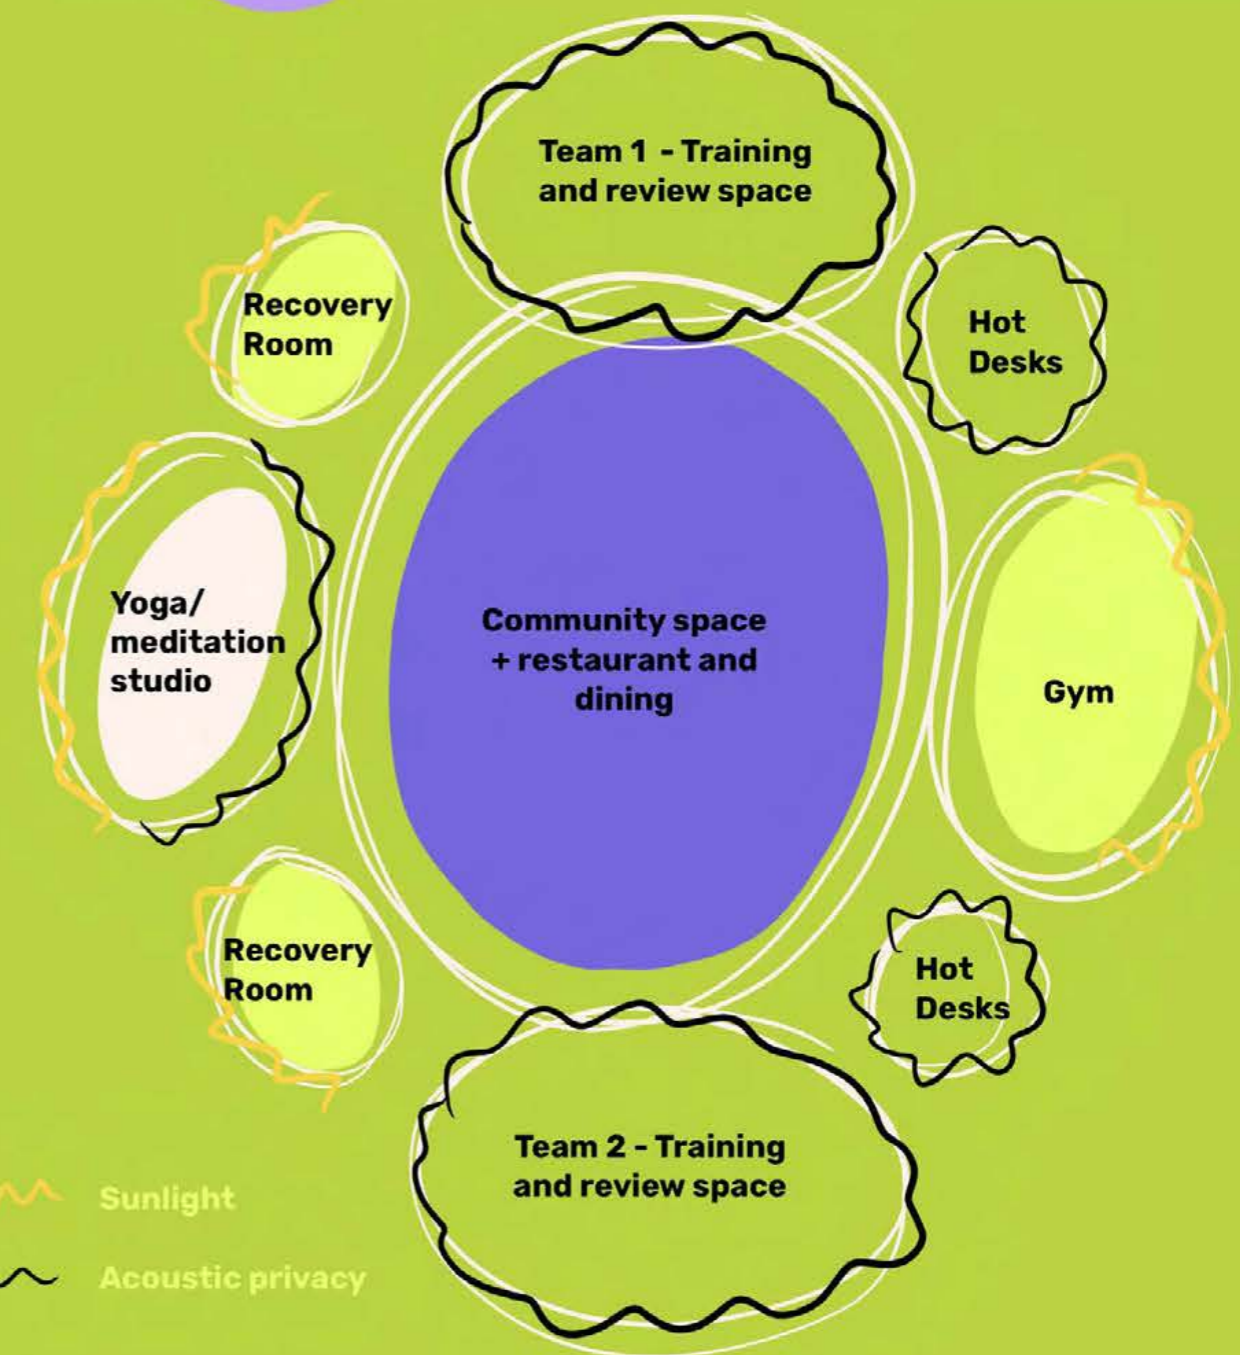 Team 1 - Training
and review space
Recovery
Room
Hot
Desks
Yoga/
meditation
studio
Community space
+ restaurant and
dining
Gym
Recovery
Room
Hot
Desks
Team 2 - Training
and review space
Sunlight
Acoustic privacy